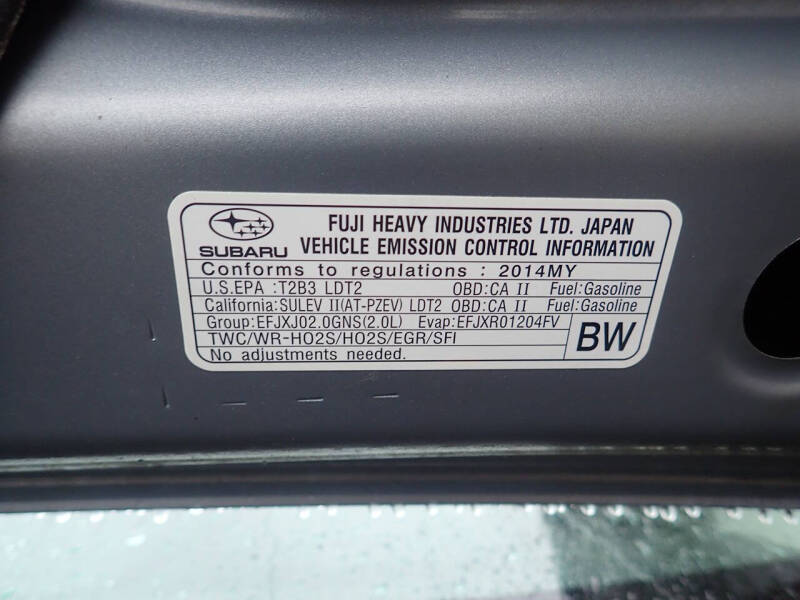 SUBARU
FUJI HEAVY INDUSTRIES LTD. JAPAN
VEHICLE EMISSION CONTROL INFORMATION
Conforms to regulations : 2014MY
U.S.EPA :T2B3 LDT2 OBD:CA II Fuel:Gasoline
California:SULEV II(AT-PZEV) LDT2 OBD:CA II Fuel:Gasoline
Group:EFJXJ02.0GNS(2.0L) Evap:EFJXR01204FV
TWC/WR-HO2S/HO2S/EGR/SFI
No adjustments needed.
BW